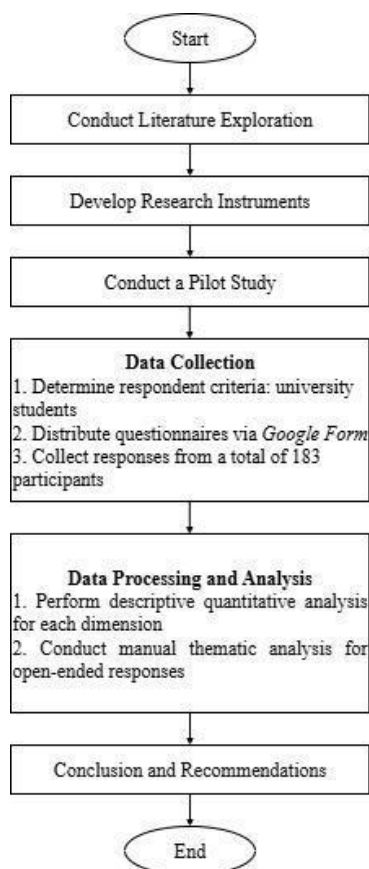 Start
Conduct Literature Exploration
Develop Research Instruments
Conduct a Pilot Study
Data Collection
1. Determine respondent criteria: university
students
2. Distribute questionnaires via Google Form
3. Collect responses from a total of 183
participants
Data Processing and Analysis
1. Perform descriptive quantitative analysis
for each dimension
2. Conduct manual thematic analysis for
open-ended responses
Conclusion and Recommendations
End